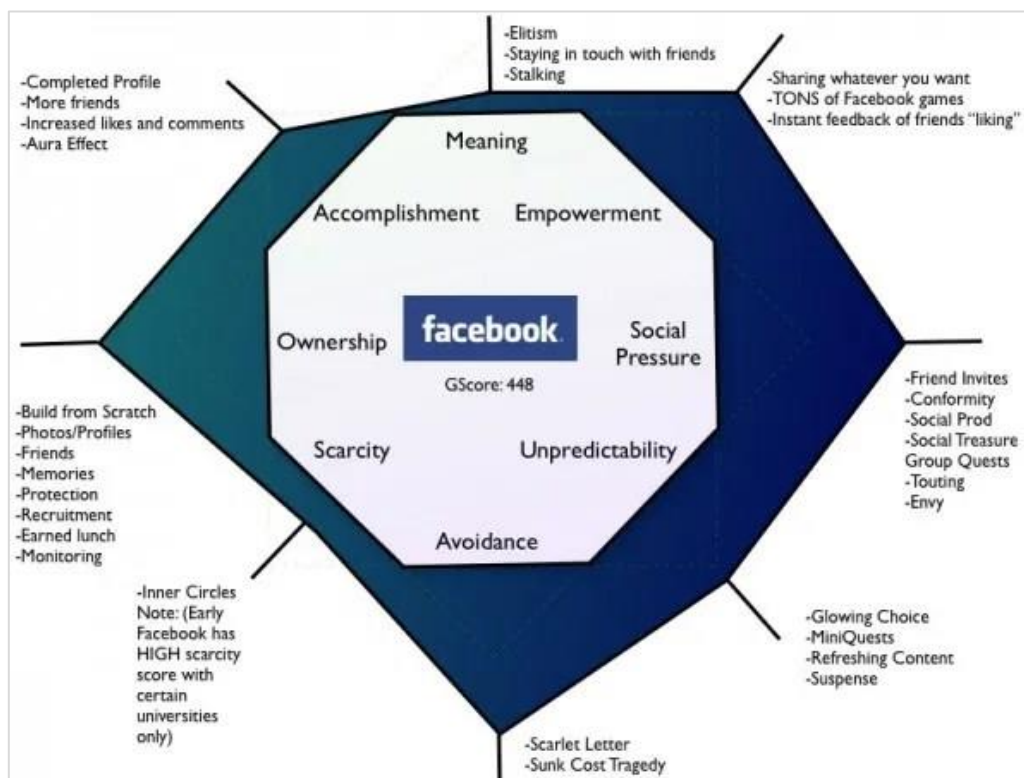 -Elitism
-Staying in touch with friends
-Stalking
-Completed Profile
-More friends
-Increased likes and comments
-Aura Effect
-Sharing whatever you want
-TONS of Facebook games
-Instant feedback of friends “liking”
Meaning
Accomplishment
Empowerment
Ownership
facebook.
GScore: 448
Social
Pressure
Scarcity
Unpredictability
Avoidance
-Build from Scratch
-Photos/Profiles
-Friends
-Memories
-Protection
-Recruitment
-Earned lunch
-Monitoring
-Friend Invites
-Conformity
-Social Prod
-Social Treasure
Group Quests
-Touting
-Envy
-Inner Circles
Note: (Early
Facebook has
HIGH scarcity
score with
certain
universities
only)
-Glowing Choice
-MiniQuests
-Refreshing Content
-Suspense
-Scarlet Letter
-Sunk Cost Tragedy